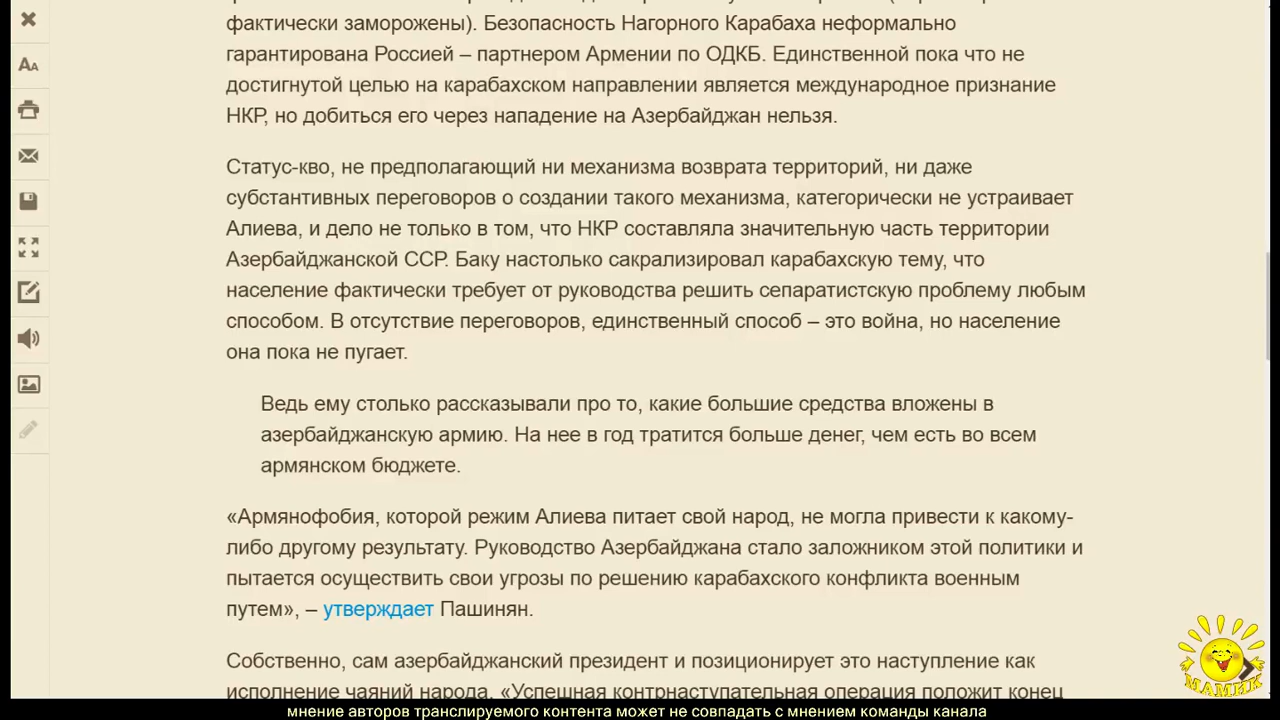 фактически заморожены). Безопасность Нагорного Карабаха неформально
гарантирована Россией – партнером Армении по ОДКБ. Единственной пока что не
достигнутой целью на карабахском направлении является международное признание
НКР, но добиться его через нападение на Азербайджан нельзя.
Статус-кво, не предполагающий ни механизма возврата территорий, ни даже
субстантивных переговоров о создании такого механизма, категорически не устраивает
Алиева, и дело не только в том, что НКР составляла значительную часть территории
Азербайджанской ССР. Баку настолько сакрализировал карабахскую тему, что
население фактически требует от руководства решить сепаратистскую проблему любым
способом. В отсутствие переговоров, единственный способ – это война, но население
она пока не пугает.
Ведь ему столько рассказывали про то, какие большие средства вложены в
азербайджанскую армию. На нее в год тратится больше денег, чем есть во всем
армянском бюджете.
«Армянофобия, которой режим Алиева питает свой народ, не могла привести к какому-
либо другому результату. Руководство Азербайджана стало заложником этой политики и
пытается осуществить свои угрозы по решению карабахского конфликта военным
путем», – утверждает Пашинян.
Собственно, сам азербайджанский президент и позиционирует это наступление как
исполнение чаяний народа. «Успешная контрнаступательная операция положит конец
МАМИК
мнение авторов транслируемого контента может не совпадать с мнением команды канала